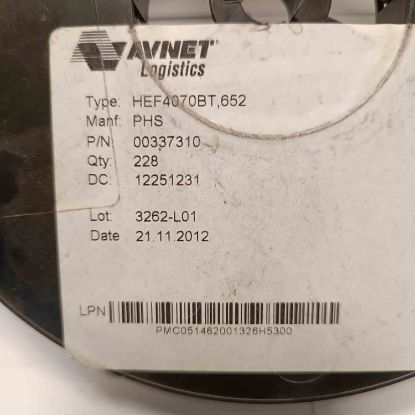 AVNET
Logistics
Type: HEF4070BT,652
Manf: PHS
P/N: 00337310
Qty: 228
DC: 12251231
Lot: 3262-L01
Date 21.11.2012
LPN
PMC051462001326H5300